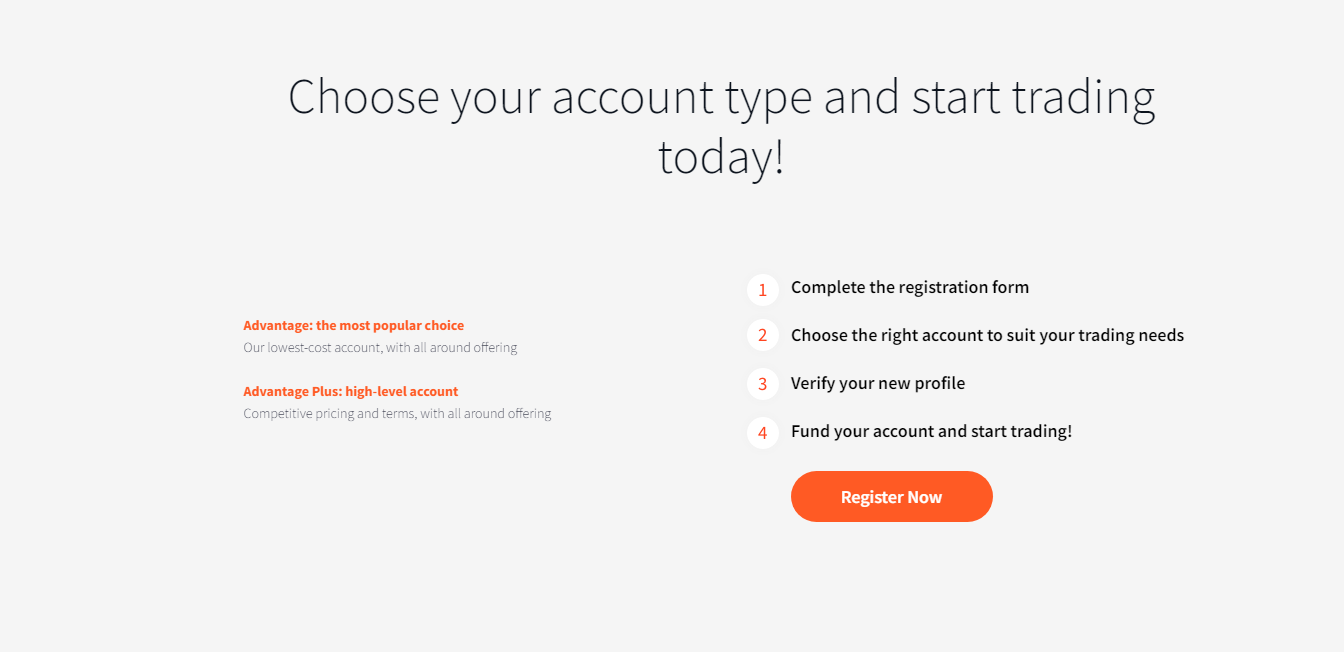 Choose your account type and start trading
today!
Advantage: the most popular choice
Our lowest-cost account, with all around offering
Advantage Plus: high-level account
Competitive pricing and terms, with all around offering
1 Complete the registration form
2 Choose the right account to suit your trading needs
3 Verify your new profile
4 Fund your account and start trading!
Register Now